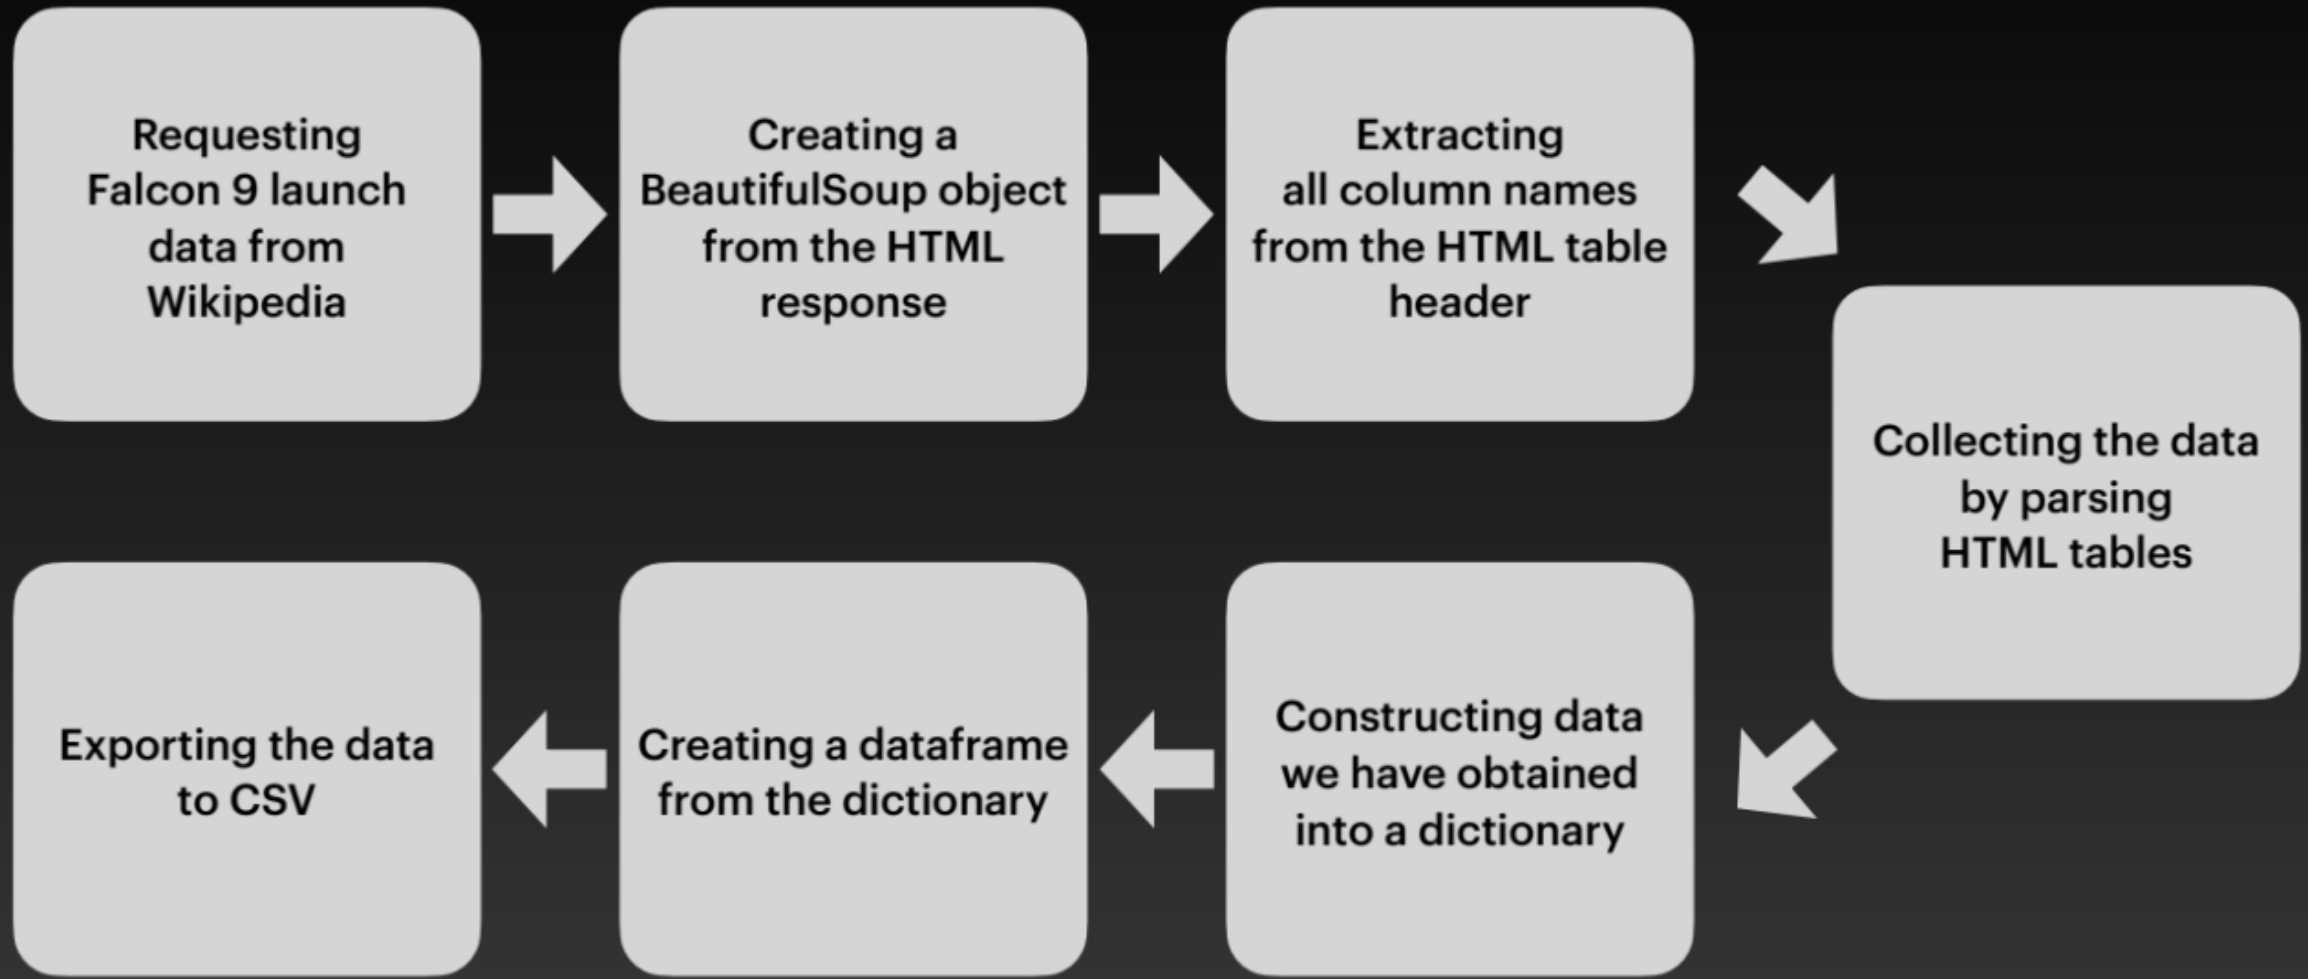 Requesting
Falcon 9 launch
data from
Wikipedia
Creating a
BeautifulSoup object
from the HTML
response
Extracting
all column names
from the HTML table
header
Collecting the data
by parsing
HTML tables
Constructing data
we have obtained
into a dictionary
Creating a dataframe
from the dictionary
Exporting the data
to CSV